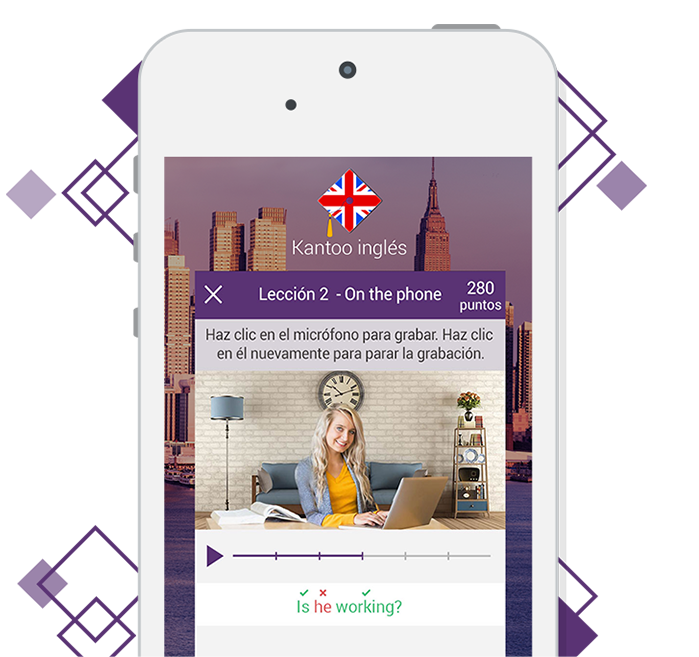 Kantoo inglés
Lección 2 - On the phone
280
puntos
Haz clic en el micrófono para grabar. Haz clic
en él nuevamente para parar la grabación.
Is he working?